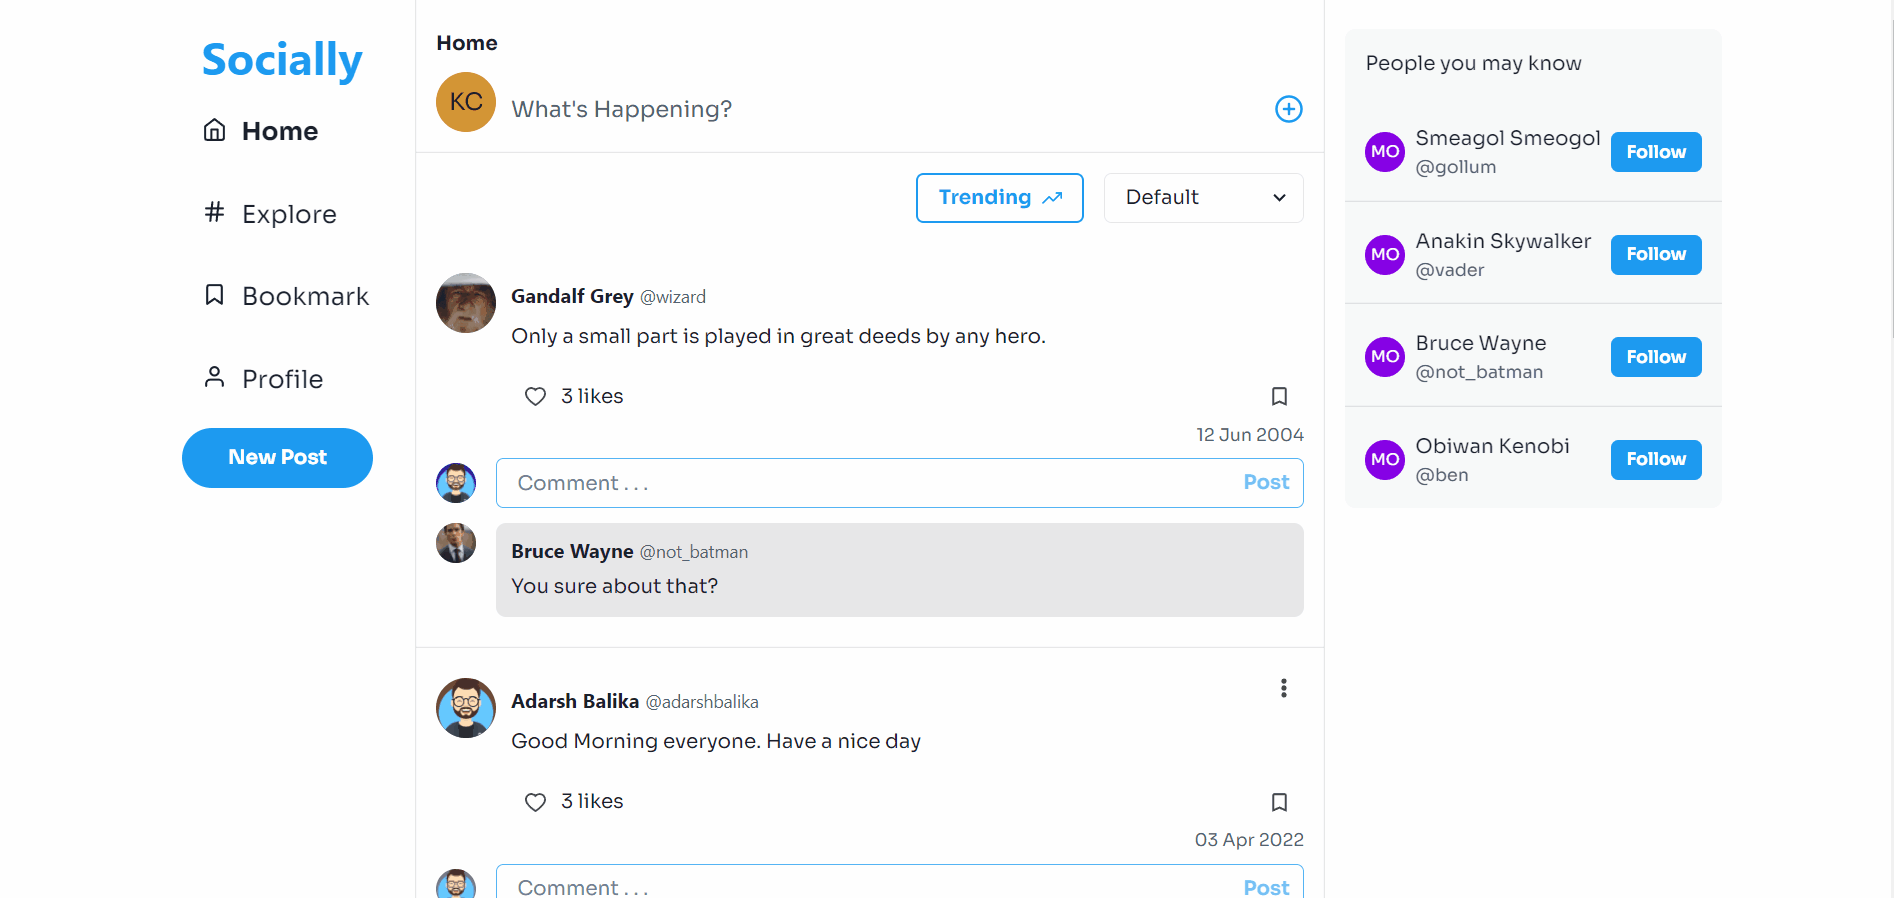 Socially
Home
Explore
Bookmark
Profile
New Post
Home
KC
What's Happening?
Trending
Default
Gandalf Grey @wizard
Only a small part is played in great deeds by any hero.
3 likes
12 Jun 2004
Comment . . .
Post
Bruce Wayne @not_batman
You sure about that?
Adarsh Balika @adarshbalika
Good Morning everyone. Have a nice day
3 likes
03 Apr 2022
Comment . . .
Post
People you may know
MO
Smeagol Smeogol
@gollum
Follow
MO
Anakin Skywalker
@vader
Follow
MO
Bruce Wayne
@not_batman
Follow
MO
Obiwan Kenobi
@ben
Follow